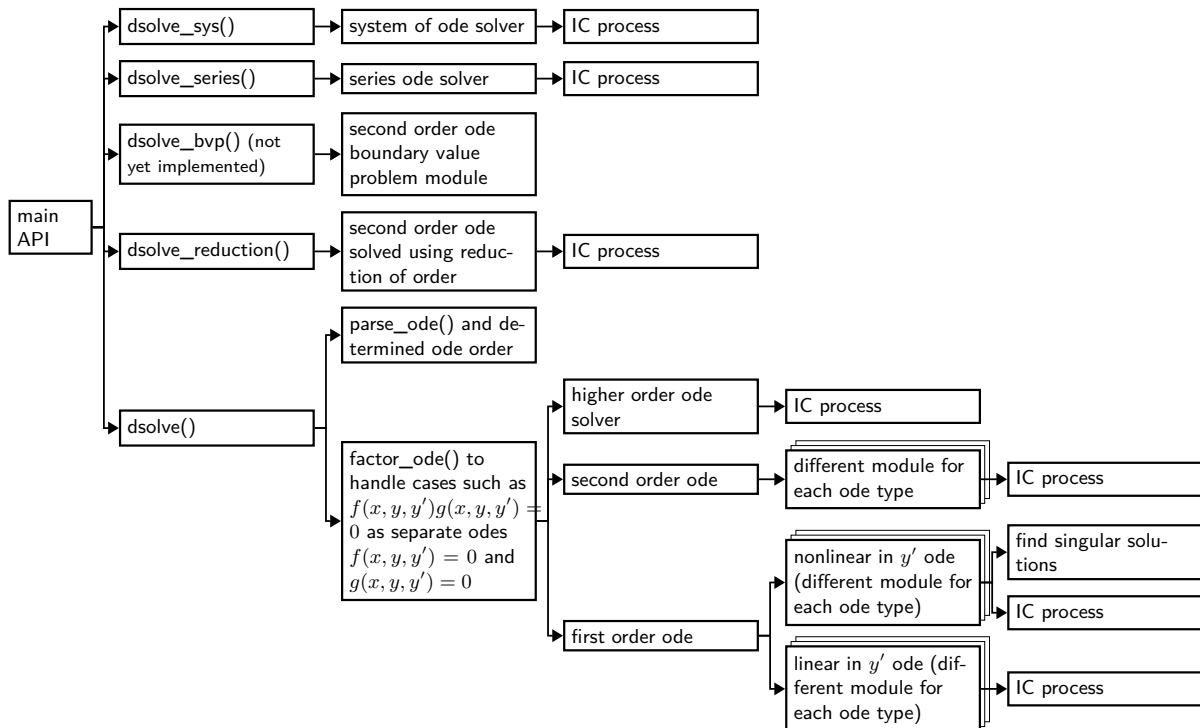 dsolve_sys()
system of ode solver
IC process
dsolve_series()
series ode solver
IC process
dsolve_bvp() (not
yet implemented)
second order ode
boundary value
problem module
main
API
dsolve_reduction()
second order ode
solved using reduc-
tion of order
IC process
parse_ode() and de-
termined ode order
dsolve()
factor_ode() to
handle cases such as
f(x, y, y′)g(x, y, y′) =
0 as separate odes
f(x, y, y′) = 0 and
g(x, y, y′) = 0
higher order ode
solver
IC process
second order ode
different module for
each ode type
IC process
first order ode
nonlinear in y′ ode
(different module for
each ode type)
find singular solu-
tions
IC process
linear in y′ ode (dif-
ferent module for
each ode type)
IC process